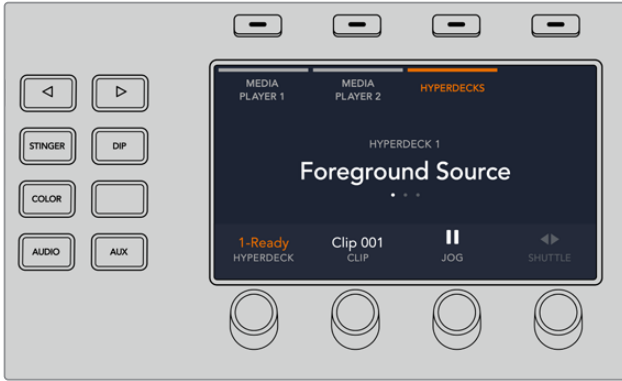 MEDIA
PLAYER 1
MEDIA
PLAYER 2
HYPERDECKS
STINGER
DIP
HYPERDECK 1
Foreground Source
COLOR
AUDIO
AUX
1-Ready
HYPERDECK
Clip 001
CLIP
JOG
SHUTTLE